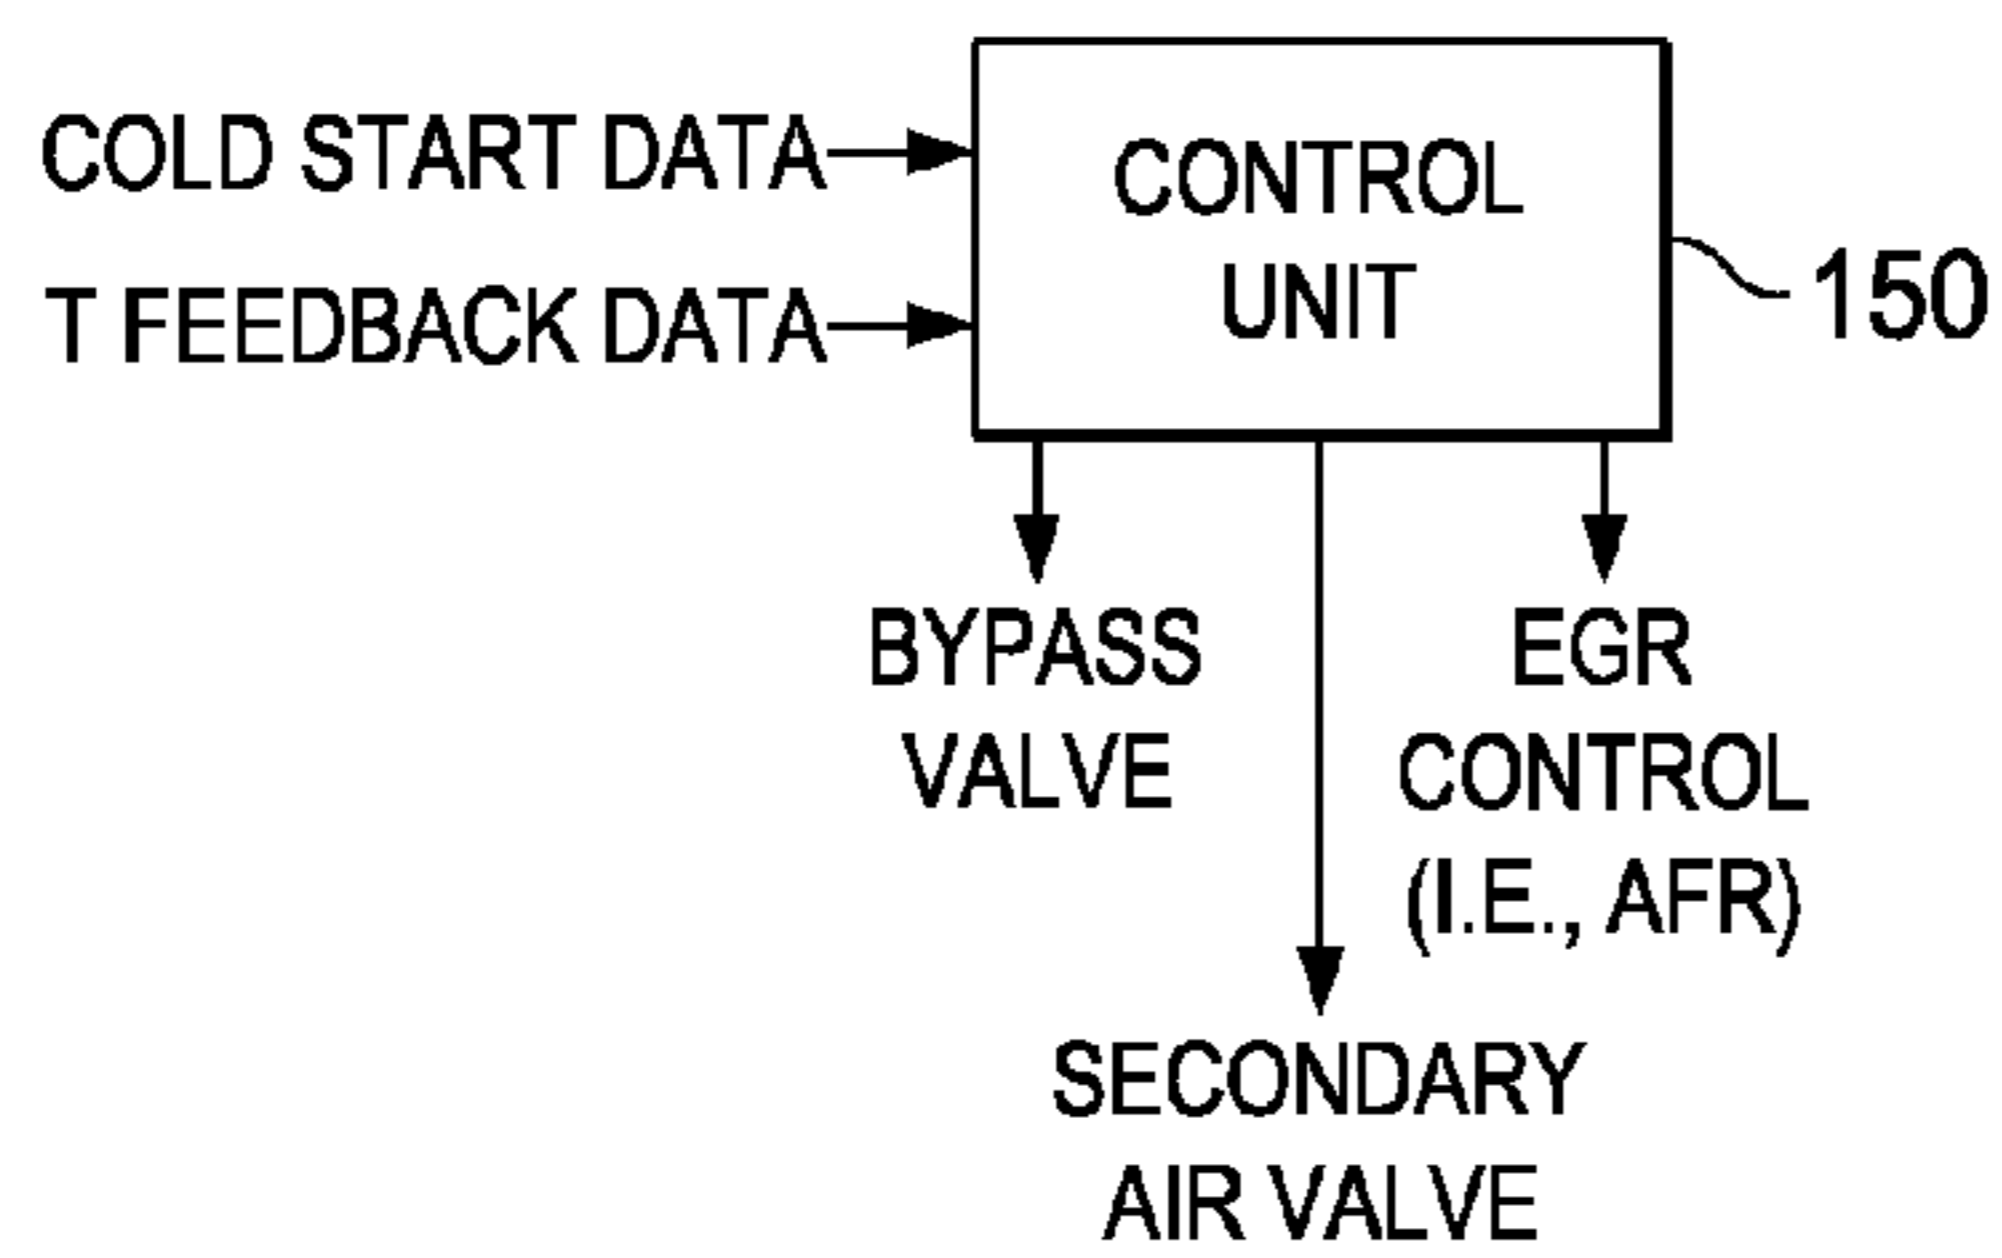 COLD START DATA
T FEEDBACK DATA
CONTROL
UNIT
150
BYPASS
VALVE
EGR
CONTROL
(I.E., AFR)
SECONDARY
AIR VALVE